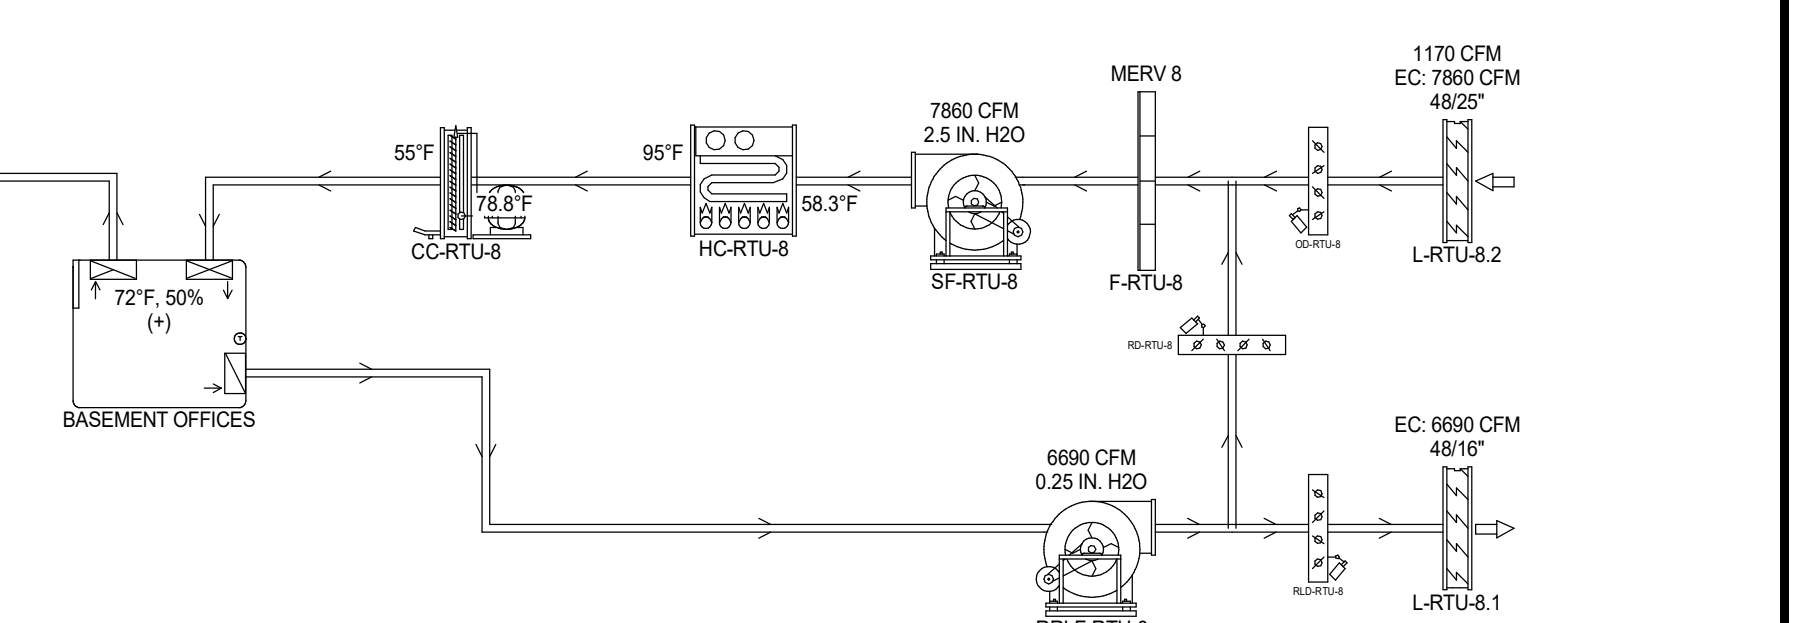 1170 CFM
EC: 7860 CFM
48/25"
MERV 8
7860 CFM
2.5 IN. H2O
55°F
95°F
78.8°F
58.3°F
CC-RTU-8
HC-RTU-8
SF-RTU-8
F-RTU-8
OD-RTU-8
L-RTU-8.2
72°F, 50%
(+)
T
BASEMENT OFFICES
RD-RTU-8
EC: 6690 CFM
48/16"
6690 CFM
0.25 IN. H2O
RLD-RTU-8
L-RTU-8.1